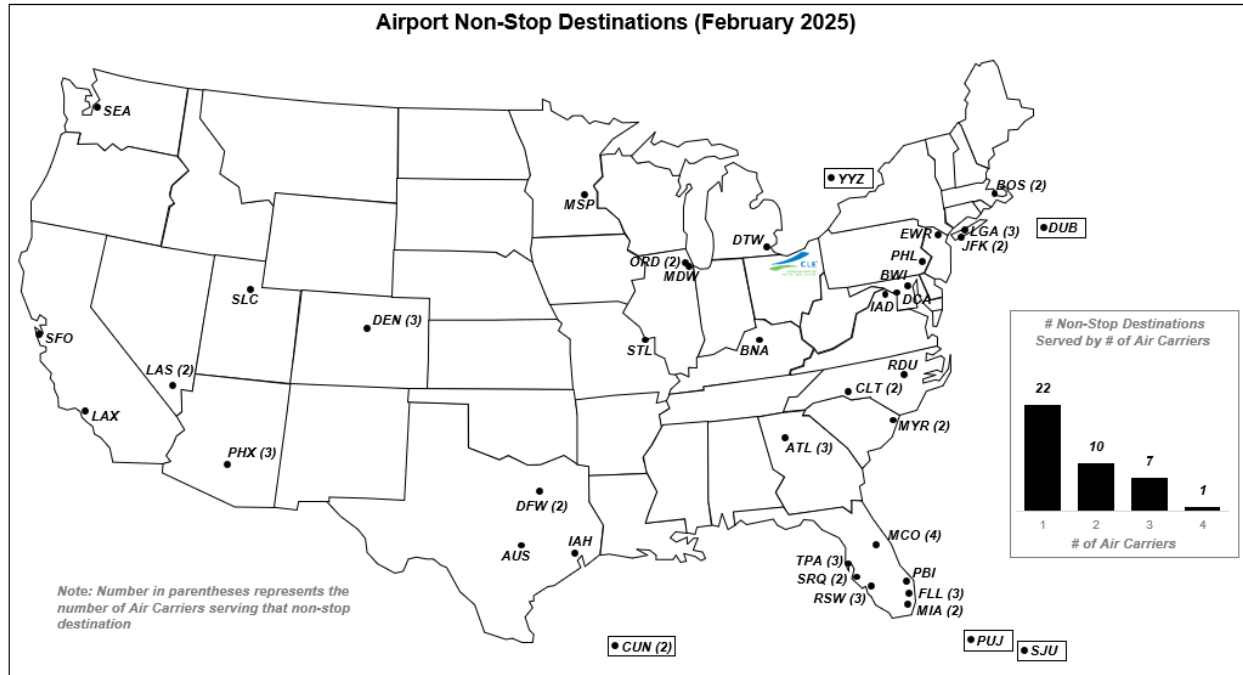 Airport Non-Stop Destinations (February 2025)
SEA
MSP
YYZ
BOS (2)
DTW
EWR
LGA (3)
JFK (2)
DUB
ORD (2)
MDW
CLE
PHL
BWI
DCA
IAD
SLC
DEN (3)
SFO
STL
BNA
LAS (2)
RDU
CLT (2)
LAX
MYR (2)
PHX (3)
ATL (3)
DFW (2)
AUS
IAH
MCO (4)
TPA (3)
SRQ (2)
RSW (3)
PBI
FLL (3)
MIA (2)
CUN (2)
PUJ
SJU
# Non-Stop Destinations
Served by # of Air Carriers
22
10
7
1
1
2
3
4
# of Air Carriers
Note: Number in parentheses represents the
number of Air Carriers serving that non-stop
destination